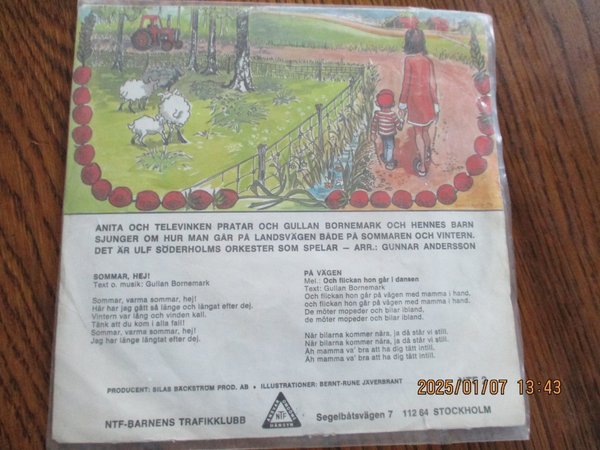 ANITA OCH TELEVINKEN PRATAR OCH GULLAN BORNEMARK OCH HENNES BARN
SJUNGER OM HUR MAN GÅR PÅ LANDSVÄGEN BÅDE PÅ SOMMAREN OCH VINTERN.
DET ÄR ULF SÖDERHOLMS ORKESTER SOM SPELAR – ARR.: GUNNAR ANDERSSON
SOMMAR, HEJ!
Text o. musik: Gullan Bornemark
Sommar, varma sommar, hej!
Här har jag gått så länge och längat efter dej.
Vintern var lång och vinden kall.
Tänk att du kom i alla fall!
Sommar, varma sommar, hej!
Jag har länge längtat efter dej.
PÅ VÄGEN
Mel.: Och flickan hon går i dansen
Text: Gullan Bornemark
Och flickan hon går på vägen med mamma i hand,
och flickan hon går på vägen med mamma i hand.
De möter mopeder och bilar ibland,
de möter mopeder och bilar ibland.
När bilarna kommer nära, ja då står vi still.
När bilarna kommer nära, ja då står vi still.
Åh mamma va' bra att ha dig tätt intill.
Åh mamma va' bra att ha dig tätt intill.
PRODUCENT: SILAS BÄCKSTRÖM PROD. AB • ILLUSTRATIONER: BERNT-RUNE JÄVERBRANT
NTF-BARNENS TRAFIKKLUBB
NTF
Segelbåtsvägen 7 112 64 STOCKHOLM
2025/01/07 13:43